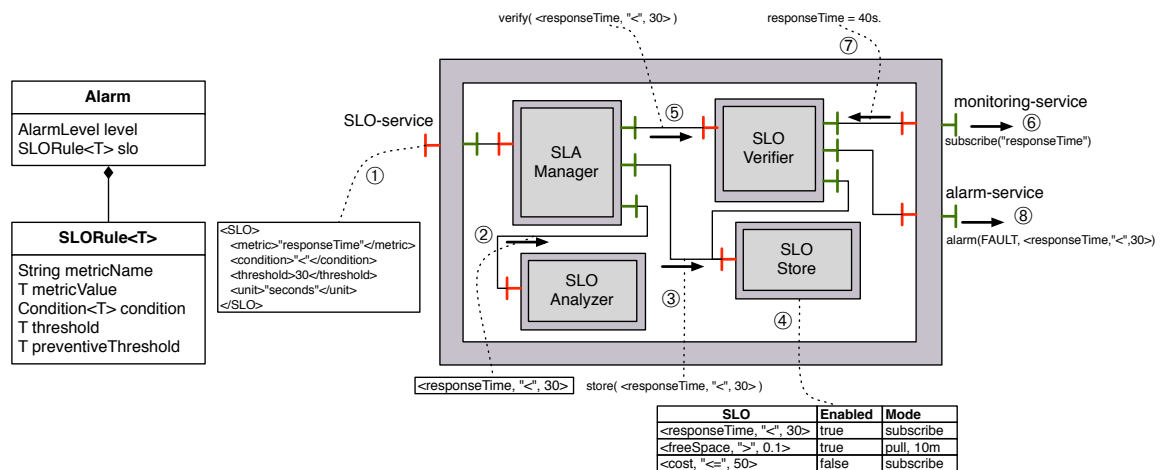 verify( <responseTime, "<", 30> )
responseTime = 40s.
⑦
Alarm
AlarmLevel level
SLORule<T> slo
SLORule<T>
String metricName
T metricValue
Condition<T> condition
T threshold
T preventiveThreshold
SLO-service
①
<SLO>
<metric>"responseTime"</metric>
<condition>"<"</condition>
<threshold>30</threshold>
<unit>"seconds"</unit>
</SLO>
SLA
Manager
⑤
SLO
Verifier
monitoring-service
⑥
subscribe("responseTime")
alarm-service
⑧
alarm(FAULT, <responseTime,"<",30>)
②
SLO
Analyzer
③
SLO
Store
④
<responseTime, "<", 30>
store( <responseTime, "<", 30> )
SLO Enabled Mode
<responseTime, "<", 30> true subscribe
<freeSpace, ">", 0.1> true pull, 10m
<cost, "<=", 50> false subscribe